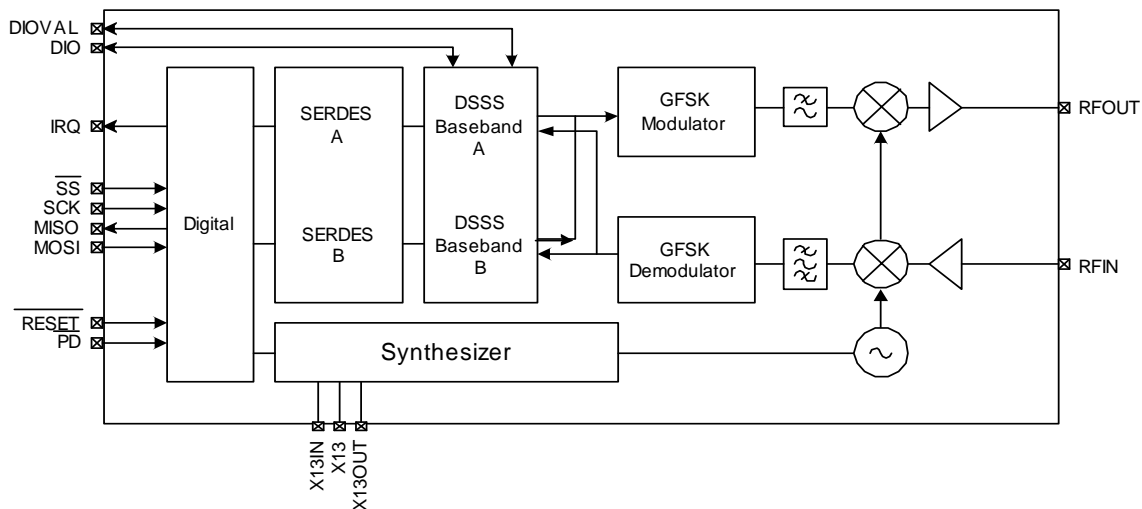 DIOVAL
DIO
IRQ
SS
SCK
MISO
MOSI
RESET
PD
Digital
SERDES
A
SERDES
B
DSSS
Baseband
A
DSSS
Baseband
B
GFSK
Modulator
GFSK
Demodulator
Synthesizer
RFOUT
RFIN
X13IN
X13
X13OUT